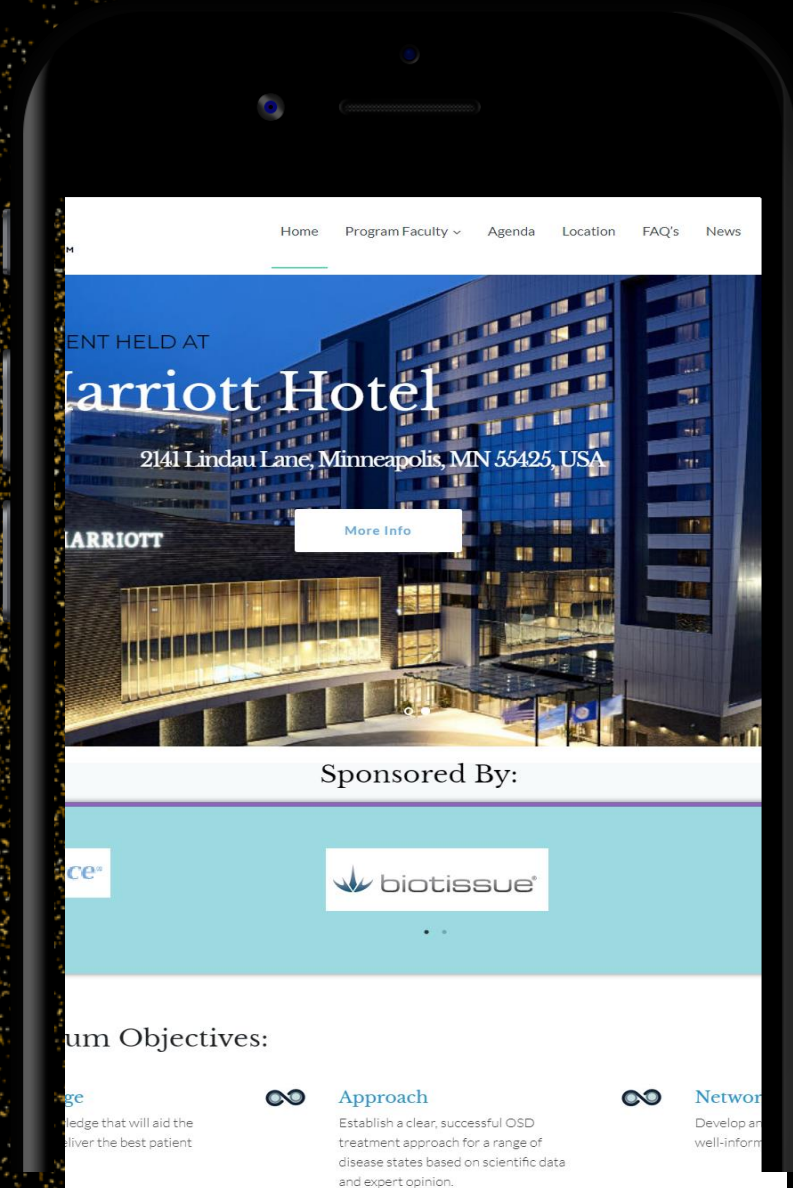 Home Program Faculty Agenda Location FAQ's News
M
ENT HELD AT
arriott Hotel
2141 Lindau Lane, Minneapolis, MN 55425, USA
More Info
ARRIOTT
Sponsored By:
ce®
biotissue®
um Objectives:
ge
ledge that will aid the
eliver the best patient
Approach
Establish a clear, successful OSD
treatment approach for a range of
disease states based on scientific data
and expert opinion.
Networ
Develop an
well-inform